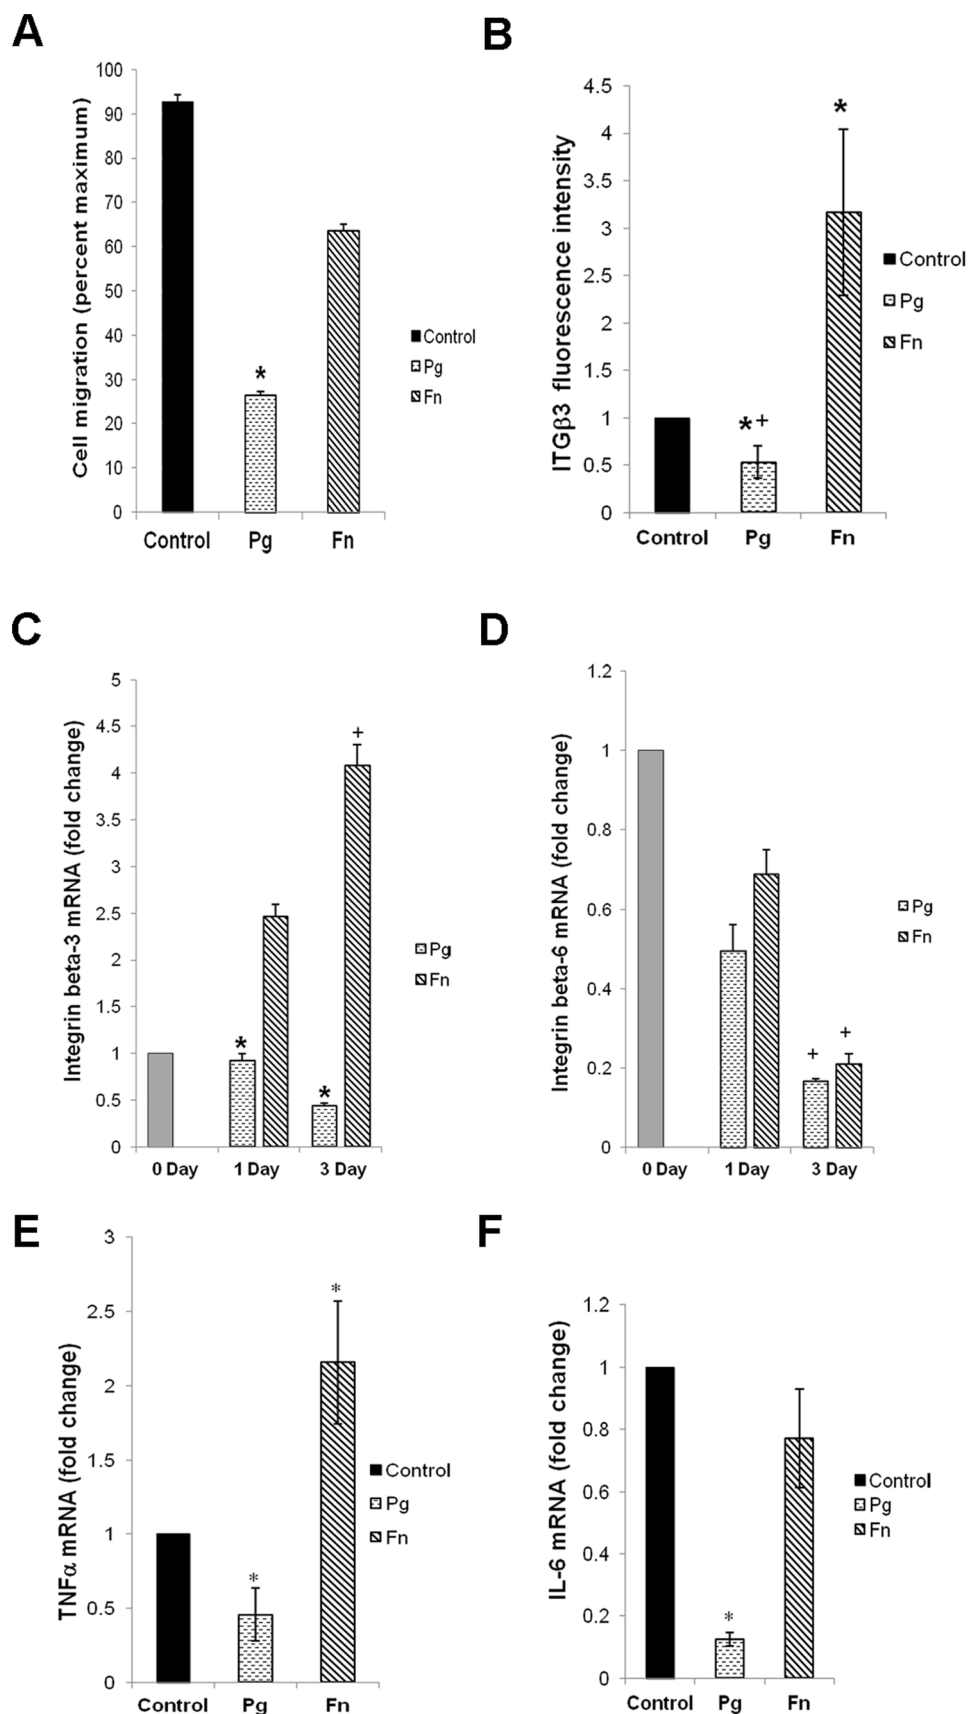 A
Cell migration (percent maximum)
100
90
80
70
60
50
40
30
20
10
0
*
Control
Pg
Fn
Control
Pg
Fn
B
ITGβ3 fluorescence intensity
4.5
4
3.5
3
2.5
2
1.5
1
0.5
0
*
* +
Control
Pg
Fn
Control
Pg
Fn
C
Integrin beta-3 mRNA (fold change)
5
4.5
4
3.5
3
2.5
2
1.5
1
0.5
0
+
*
*
Pg
Fn
0 Day
1 Day
3 Day
D
Integrin beta-6 mRNA (fold change)
1.2
1
0.8
0.6
0.4
0.2
0
+
+
Pg
Fn
0 Day
1 Day
3 Day
E
TNFα mRNA (fold change)
3
2.5
2
1.5
1
0.5
0
*
*
Control
Pg
Fn
Control
Pg
Fn
F
IL-6 mRNA (fold change)
1.2
1
0.8
0.6
0.4
0.2
0
*
Control
Pg
Fn
Control
Pg
Fn